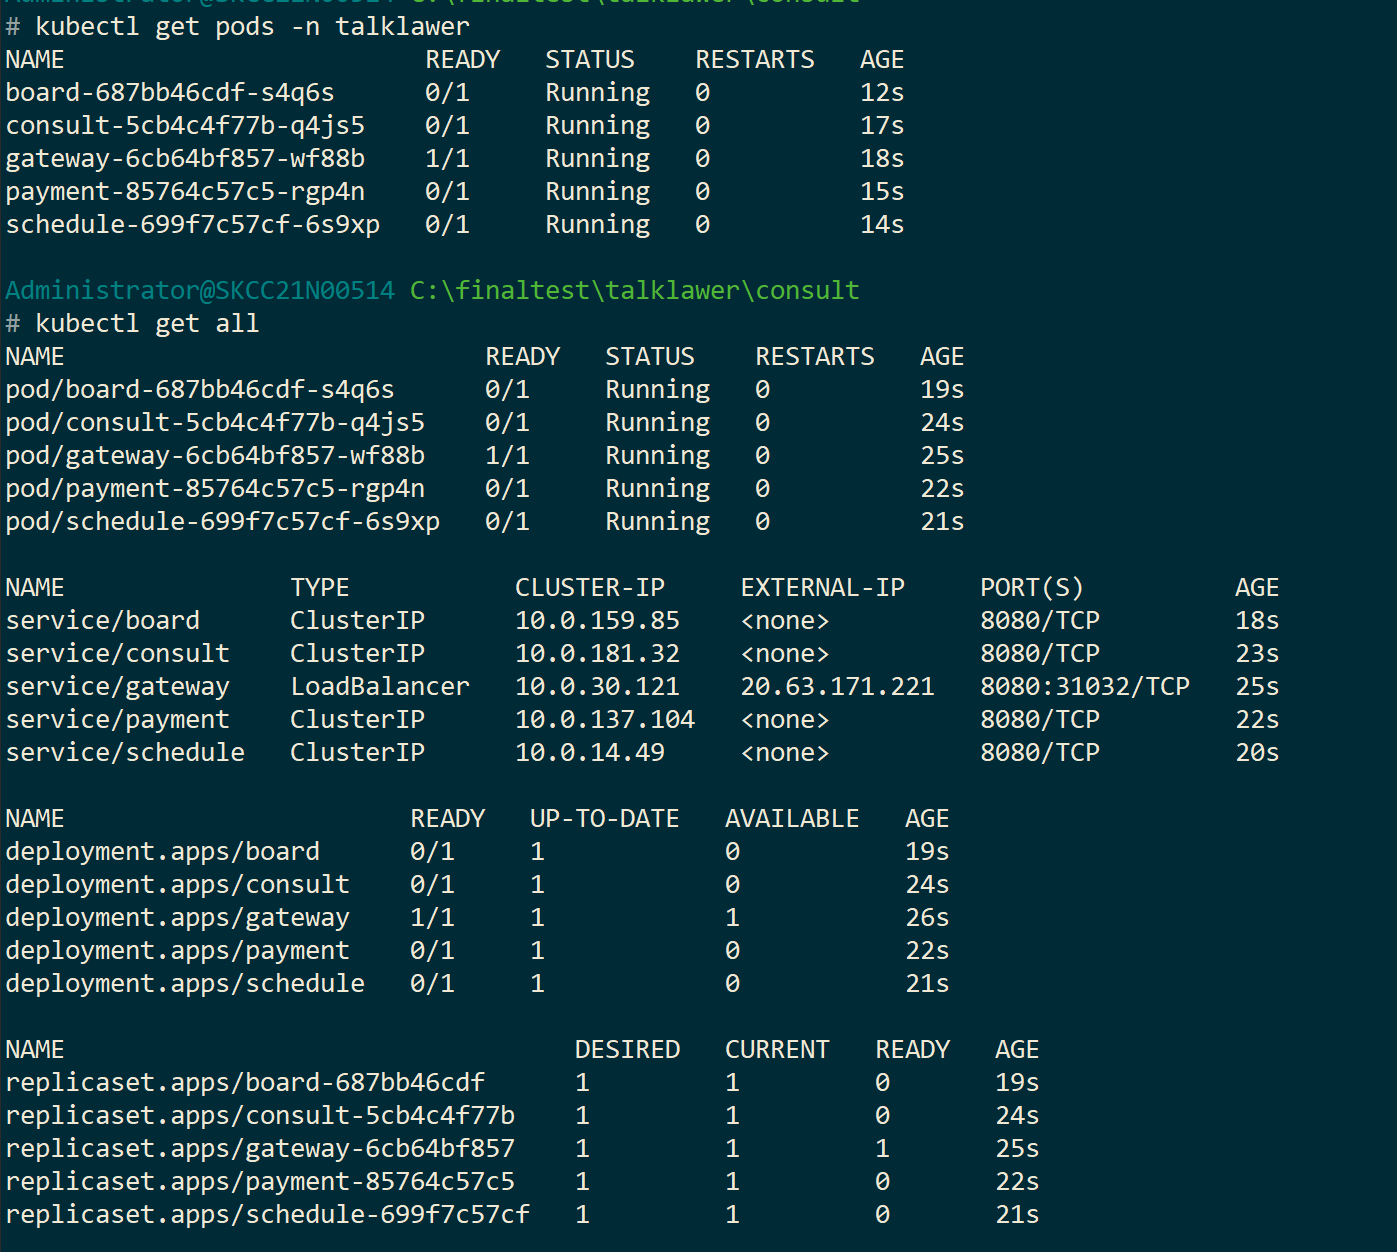 Administrator@SKCC21N00514 C:\finaltest\talklawer\consult
# kubectl get pods -n talklawer
NAME READY STATUS RESTARTS AGE
board-687bb46cdf-s4q6s 0/1 Running 0 12s
consult-5cb4c4f77b-q4js5 0/1 Running 0 17s
gateway-6cb64bf857-wf88b 1/1 Running 0 18s
payment-85764c57c5-rgp4n 0/1 Running 0 15s
schedule-699f7c57cf-6s9xp 0/1 Running 0 14s
Administrator@SKCC21N00514 C:\finaltest\talklawer\consult
# kubectl get all
NAME READY STATUS RESTARTS AGE
pod/board-687bb46cdf-s4q6s 0/1 Running 0 19s
pod/consult-5cb4c4f77b-q4js5 0/1 Running 0 24s
pod/gateway-6cb64bf857-wf88b 1/1 Running 0 25s
pod/payment-85764c57c5-rgp4n 0/1 Running 0 22s
pod/schedule-699f7c57cf-6s9xp 0/1 Running 0 21s
NAME TYPE CLUSTER-IP EXTERNAL-IP PORT(S) AGE
service/board ClusterIP 10.0.159.85 <none> 8080/TCP 18s
service/consult ClusterIP 10.0.181.32 <none> 8080/TCP 23s
service/gateway LoadBalancer 10.0.30.121 20.63.171.221 8080:31032/TCP 25s
service/payment ClusterIP 10.0.137.104 <none> 8080/TCP 22s
service/schedule ClusterIP 10.0.14.49 <none> 8080/TCP 20s
NAME READY UP-TO-DATE AVAILABLE AGE
deployment.apps/board 0/1 1 0 19s
deployment.apps/consult 0/1 1 0 24s
deployment.apps/gateway 1/1 1 1 26s
deployment.apps/payment 0/1 1 0 22s
deployment.apps/schedule 0/1 1 0 21s
NAME DESIRED CURRENT READY AGE
replicaset.apps/board-687bb46cdf 1 1 0 19s
replicaset.apps/consult-5cb4c4f77b 1 1 0 24s
replicaset.apps/gateway-6cb64bf857 1 1 1 25s
replicaset.apps/payment-85764c57c5 1 1 0 22s
replicaset.apps/schedule-699f7c57cf 1 1 0 21s